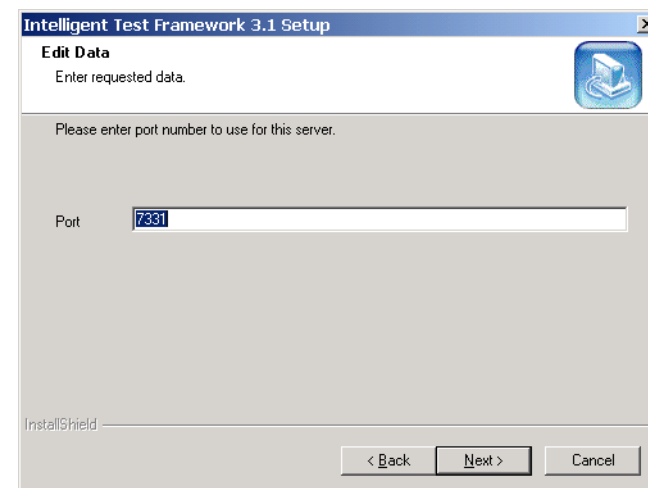 Intelligent Test Framework 3.1 Setup
Edit Data
Enter requested data.
Please enter port number to use for this server.
Port 7331
InstallShield
< Back Next > Cancel